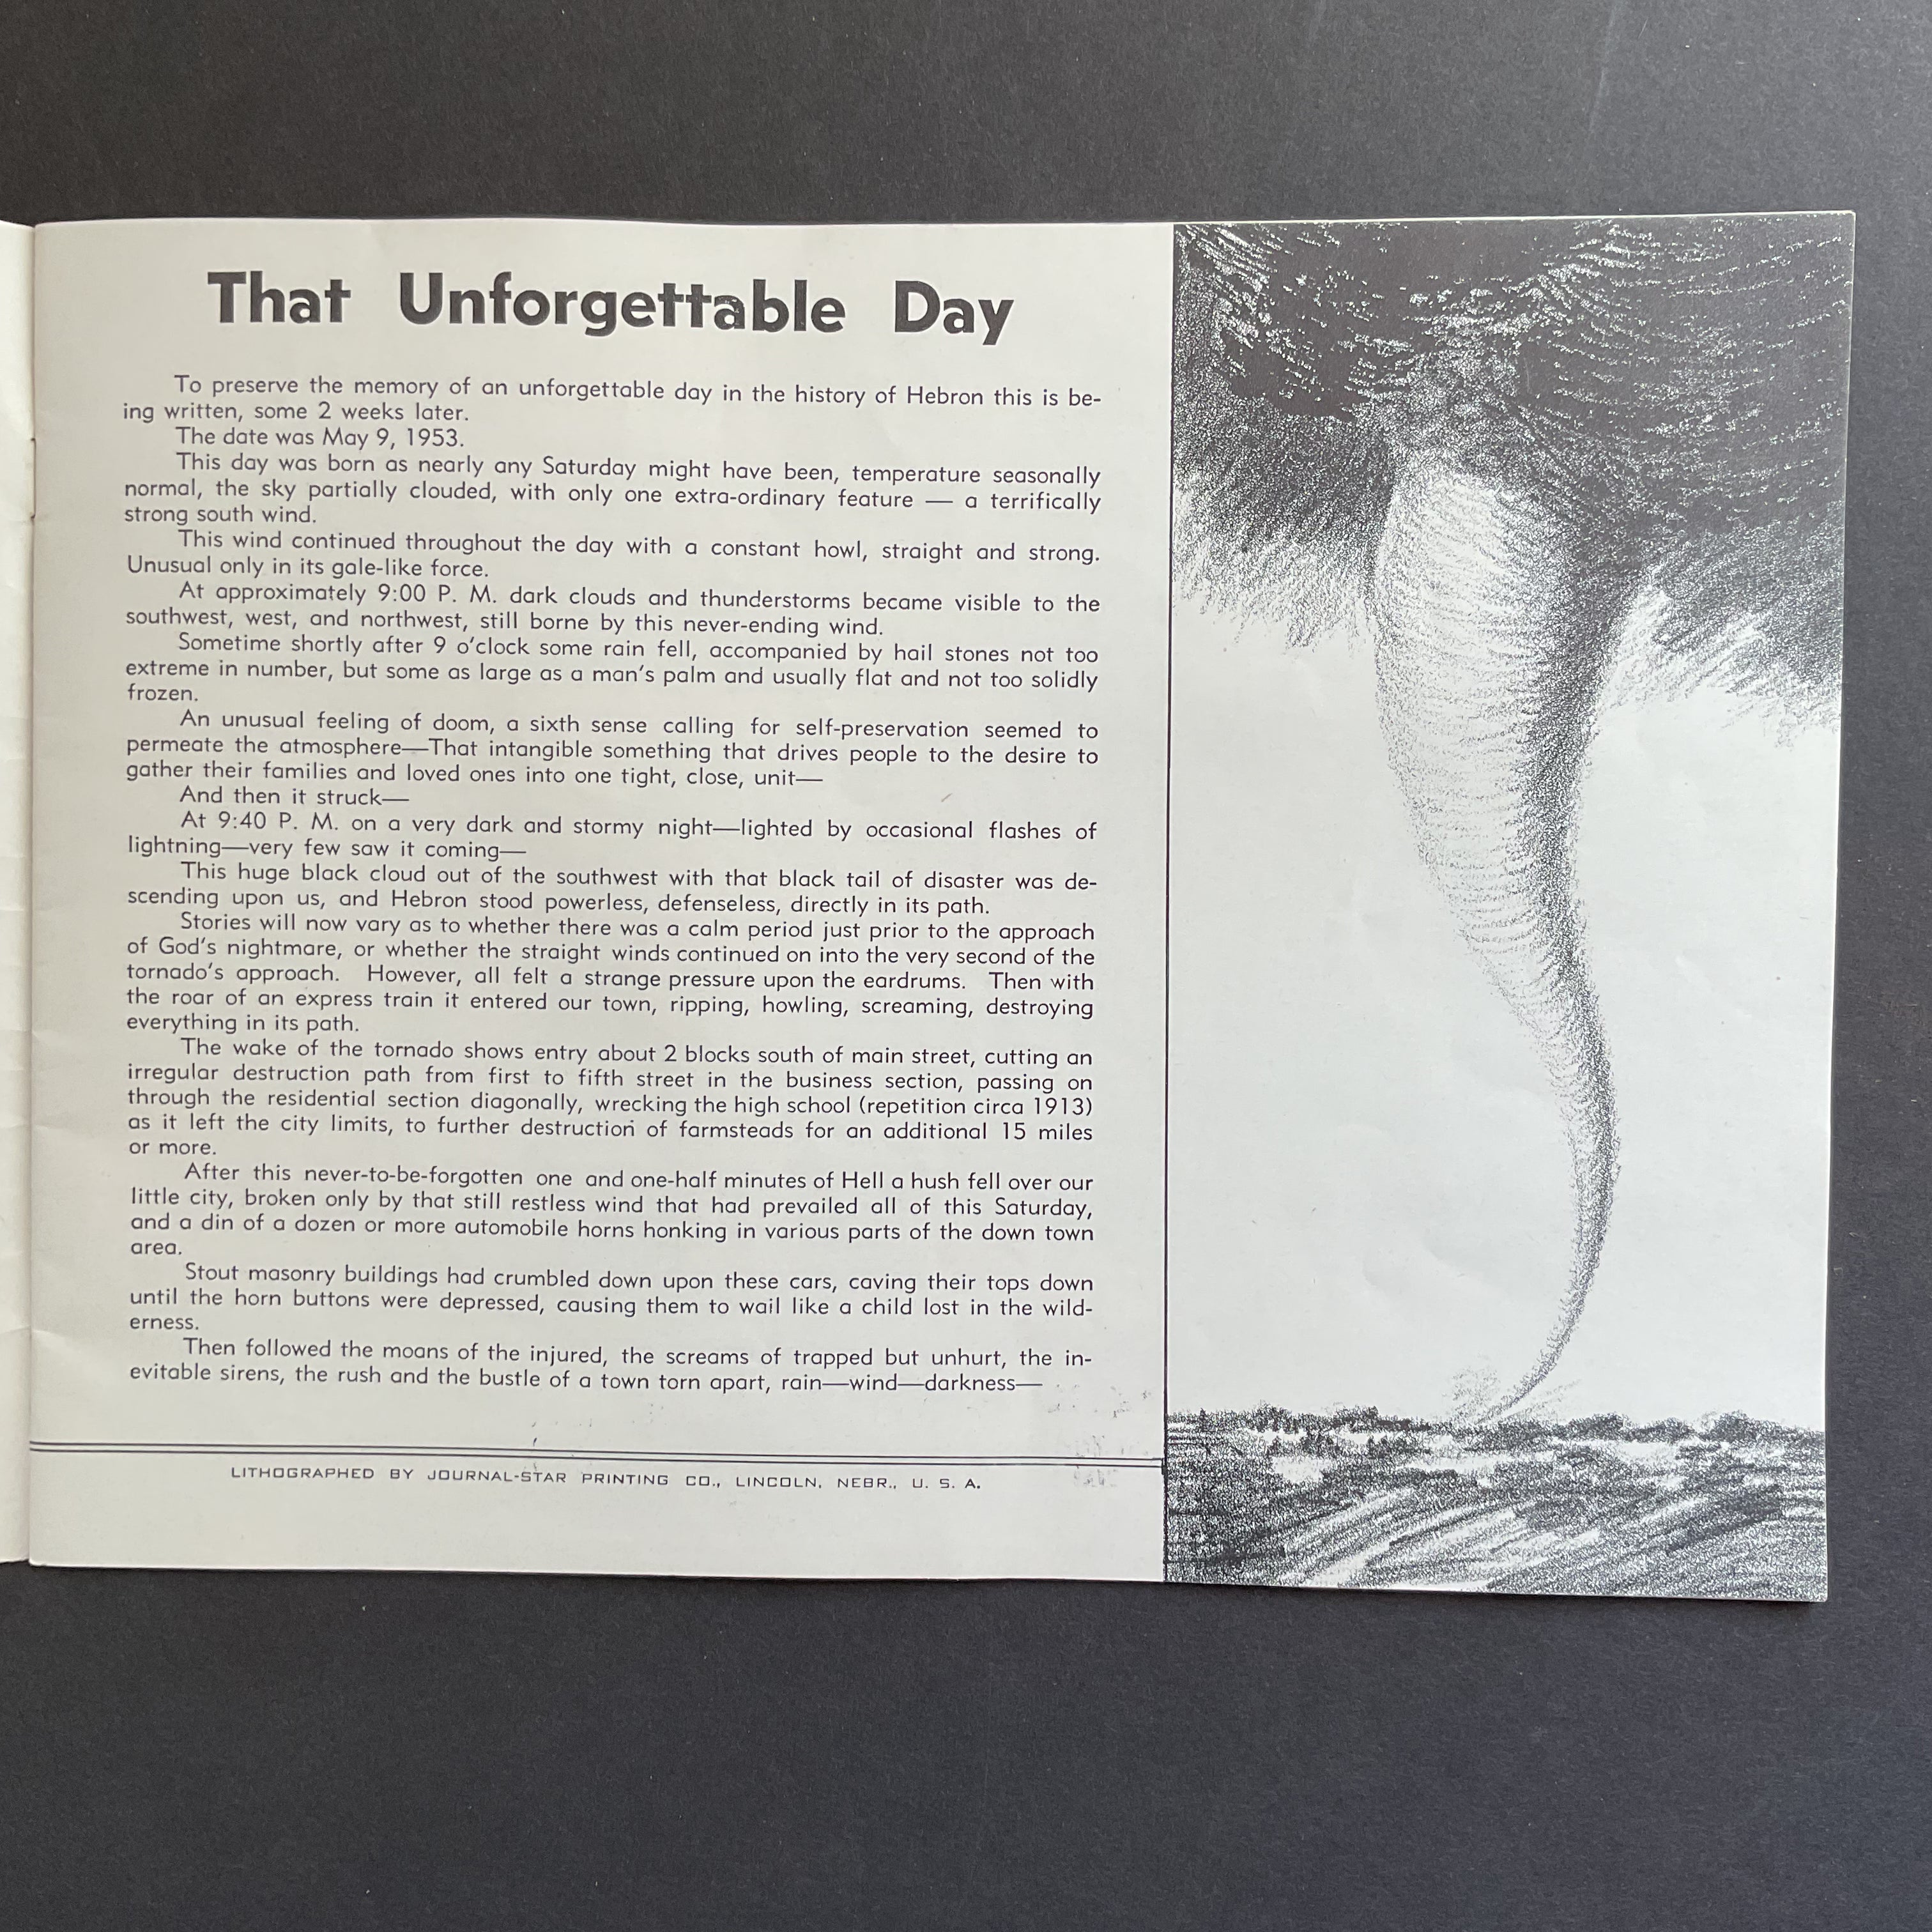 That Unforgettable Day
To preserve the memory of an unforgettable day in the history of Hebron this is be-
ing written, some 2 weeks later.
The date was May 9, 1953.
This day was born as nearly any Saturday might have been, temperature seasonally
normal, the sky partially clouded, with only one extra-ordinary feature — a terrifically
strong south wind.
This wind continued throughout the day with a constant howl, straight and strong.
Unusual only in its gale-like force.
At approximately 9:00 P. M. dark clouds and thunderstorms became visible to the
southwest, west, and northwest, still borne by this never-ending wind.
Sometime shortly after 9 o'clock some rain fell, accompanied by hail stones not too
extreme in number, but some as large as a man's palm and usually flat and not too solidly
frozen.
An unusual feeling of doom, a sixth sense calling for self-preservation seemed to
permeate the atmosphere—That intangible something that drives people to the desire to
gather their families and loved ones into one tight, close, unit—
And then it struck—
At 9:40 P. M. on a very dark and stormy night—lighted by occasional flashes of
lightning—very few saw it coming—
This huge black cloud out of the southwest with that black tail of disaster was de-
scending upon us, and Hebron stood powerless, defenseless, directly in its path.
Stories will now vary as to whether there was a calm period just prior to the approach
of God's nightmare, or whether the straight winds continued on into the very second of the
tornado's approach. However, all felt a strange pressure upon the eardrums. Then with
the roar of an express train it entered our town, ripping, howling, screaming, destroying
everything in its path.
The wake of the tornado shows entry about 2 blocks south of main street, cutting an
irregular destruction path from first to fifth street in the business section, passing on
through the residential section diagonally, wrecking the high school (repetition circa 1913)
as it left the city limits, to further destruction of farmsteads for an additional 15 miles
or more.
After this never-to-be-forgotten one and one-half minutes of Hell a hush fell over our
little city, broken only by that still restless wind that had prevailed all of this Saturday,
and a din of a dozen or more automobile horns honking in various parts of the down town
area.
Stout masonry buildings had crumbled down upon these cars, caving their tops down
until the horn buttons were depressed, causing them to wail like a child lost in the wild-
erness.
Then followed the moans of the injured, the screams of trapped but unhurt, the in-
evitable sirens, the rush and the bustle of a town torn apart, rain—wind—darkness—
LITHOGRAPHED BY JOURNAL-STAR PRINTING CO., LINCOLN, NEBR., U. S. A.